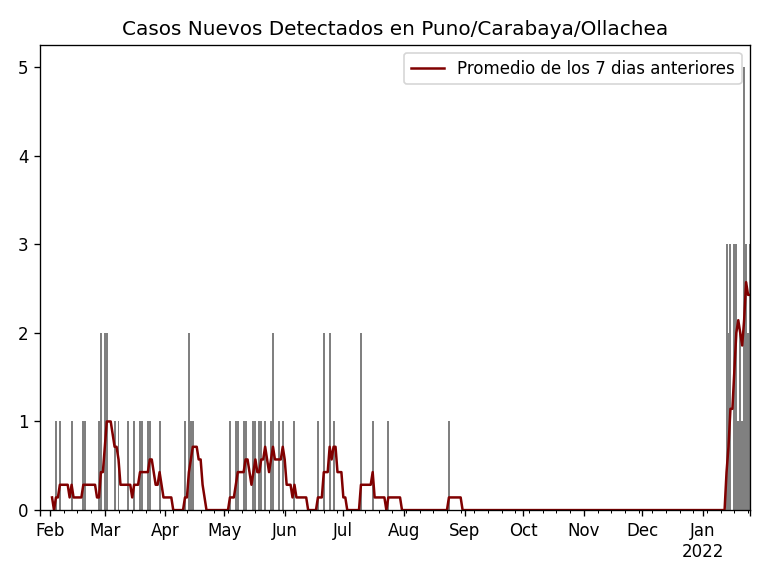 Casos Nuevos Detectados en Puno/Carabaya/Ollachea
Promedio de los 7 dias anteriores
5
4
3
2
1
0
Feb Mar Apr May Jun Jul Aug Sep Oct Nov Dec Jan
2022